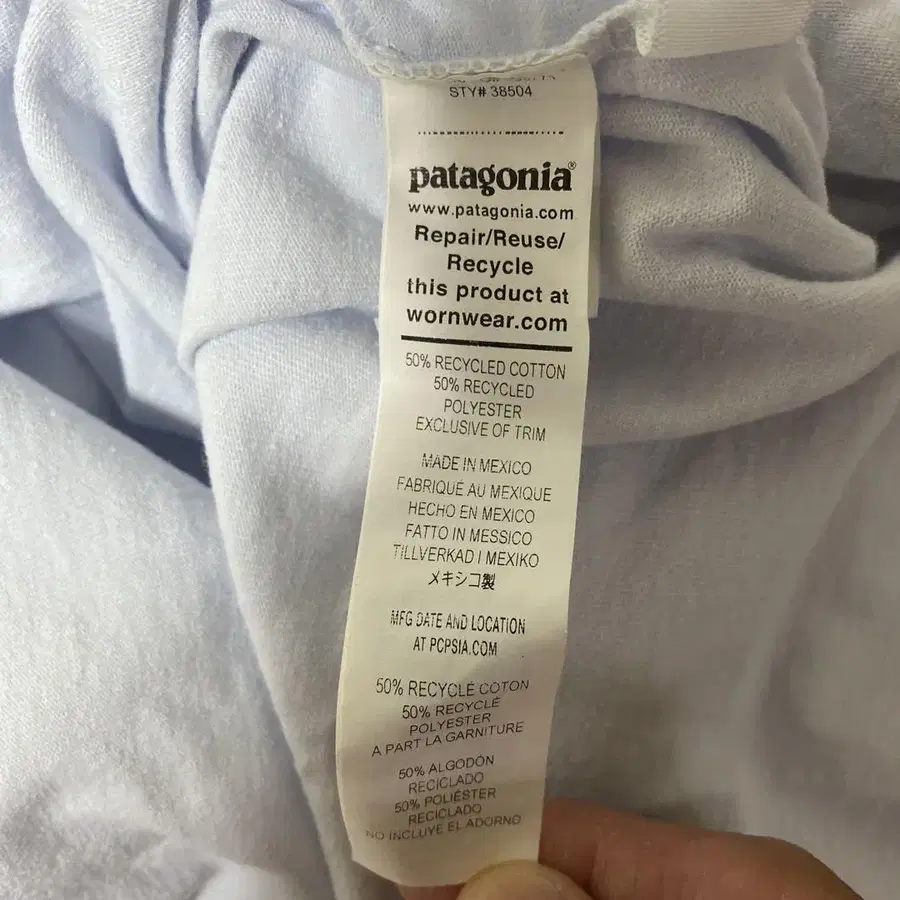 STY# 38504
patagonia®
www.patagonia.com
Repair/Reuse/
Recycle
this product at
wornwear.com
50% RECYCLED COTTON
50% RECYCLED
POLYESTER
EXCLUSIVE OF TRIM
MADE IN MEXICO
FABRIQUÉ AU MEXIQUE
HECHO EN MEXICO
FATTO IN MESSICO
TILLVERKAD I MEXIKO
メキシコ製
MFG DATE AND LOCATION
AT PCPSIA.COM
50% RECYCLÉ COTON
50% RECYCLÉ
POLYESTER
A PART LA GARNITURE
50% ALGODÓN
RECICLADO
50% POLIÉSTER
RECICLADO
NO INCLUYE EL ADORNO